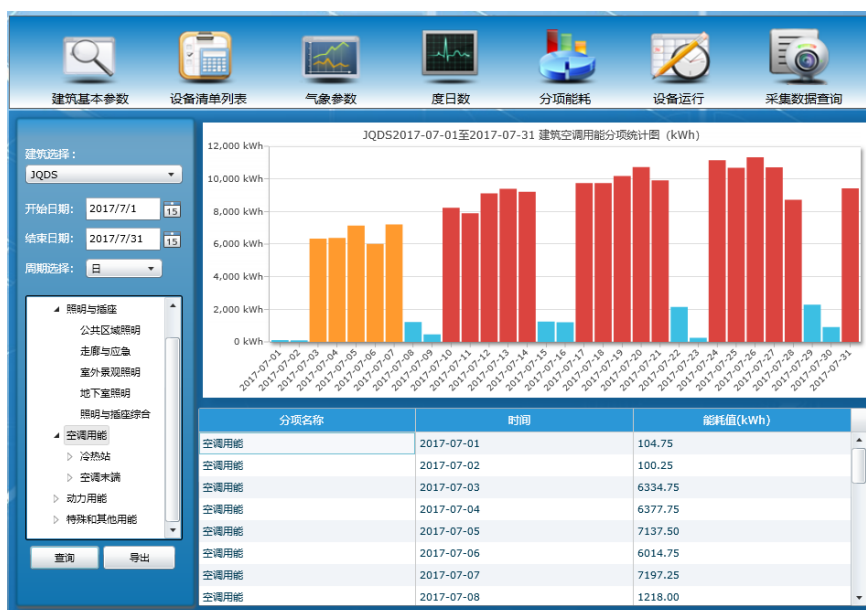 建筑基本参数 设备清单列表 气象参数 度日数 分项能耗 设备运行 采集数据查询
建筑选择：
JQDS
开始日期： 2017/7/1 15
结束日期： 2017/7/31 15
周期选择： 日
照明与插座
公共区域照明
走廊与应急
室外景观照明
地下室照明
照明与插座综合
空调用能
冷热站
空调末端
动力用能
特殊和其他用能
查询 导出
JQDS2017-07-01至2017-07-31 建筑空调用能分项统计图（kWh）
12,000 kWh
10,000 kWh
8,000 kWh
6,000 kWh
4,000 kWh
2,000 kWh
0 kWh
2017-07-01 2017-07-02 2017-07-03 2017-07-04 2017-07-05 2017-07-06 2017-07-07 2017-07-08 2017-07-09 2017-07-10 2017-07-11 2017-07-12 2017-07-13 2017-07-14 2017-07-15 2017-07-16 2017-07-17 2017-07-18 2017-07-19 2017-07-20 2017-07-21 2017-07-22 2017-07-23 2017-07-24 2017-07-25 2017-07-26 2017-07-27 2017-07-28 2017-07-29 2017-07-30 2017-07-31
分项名称 时间 能耗值(kWh)
空调用能 2017-07-01 104.75
空调用能 2017-07-02 100.25
空调用能 2017-07-03 6334.75
空调用能 2017-07-04 6377.75
空调用能 2017-07-05 7137.50
空调用能 2017-07-06 6014.75
空调用能 2017-07-07 7197.25
空调用能 2017-07-08 1218.00